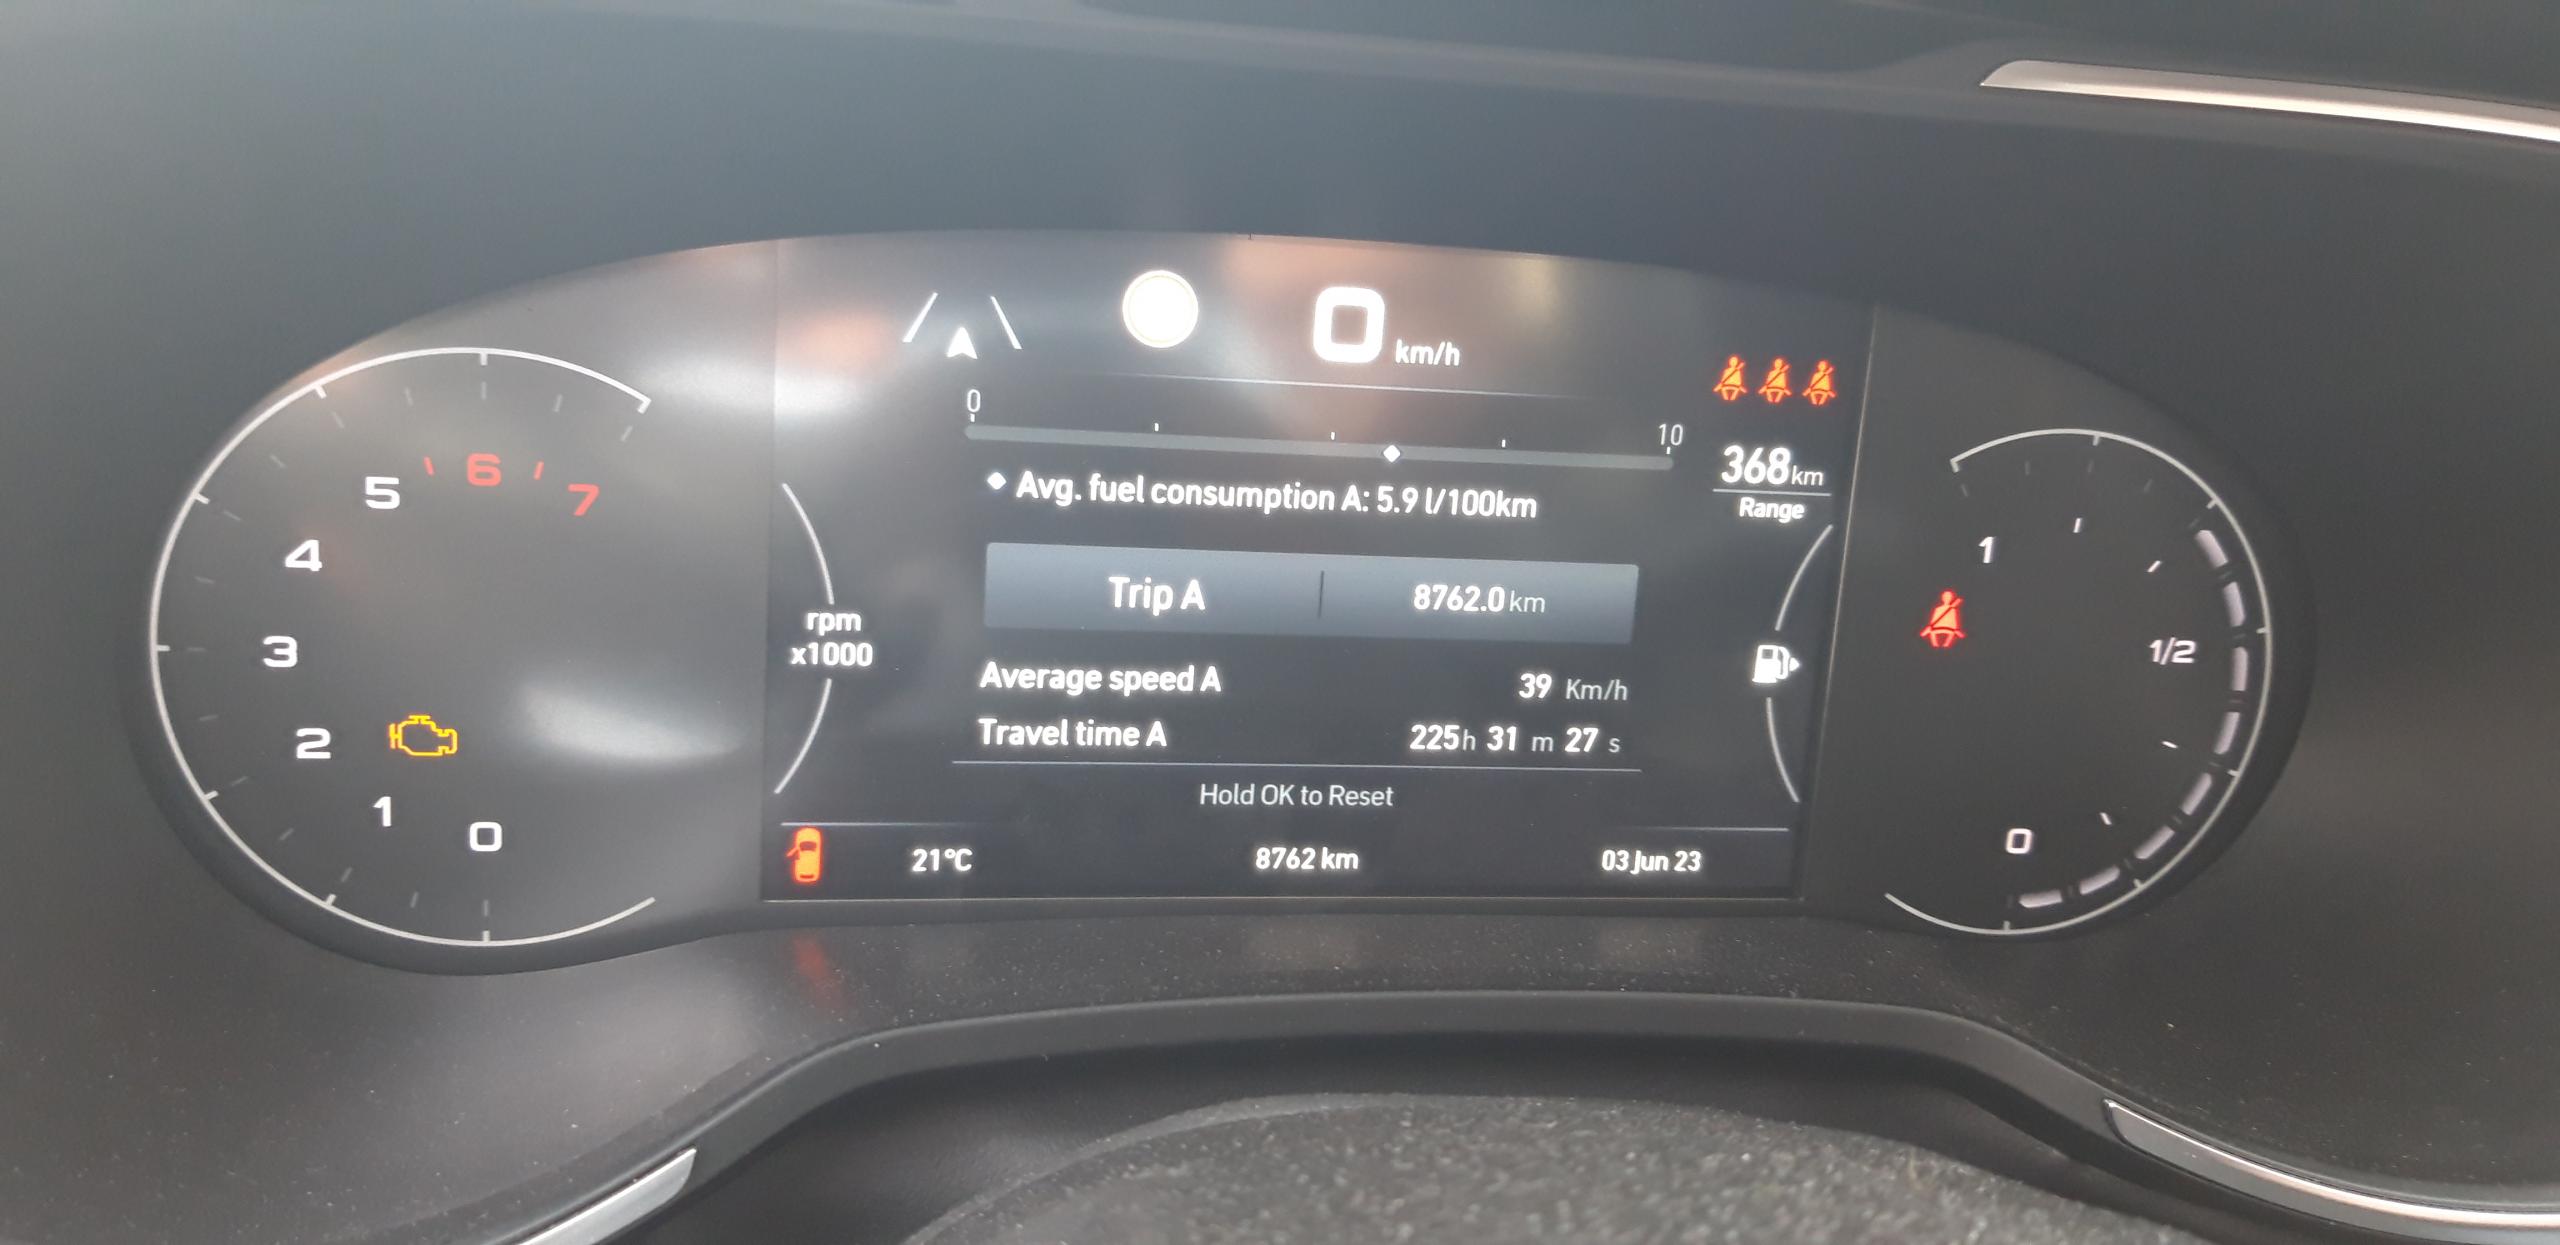 0 km/h
0 10
Avg. fuel consumption A: 5.9 l/100km
368 km
Range
Trip A 8762.0 km
Average speed A 39 Km/h
Travel time A 225h 31 m 27 s
Hold OK to Reset
21°C 8762 km 03 Jun 23
7
6
5
4
3
2
1
0
rpm
x1000
1
1/2
0